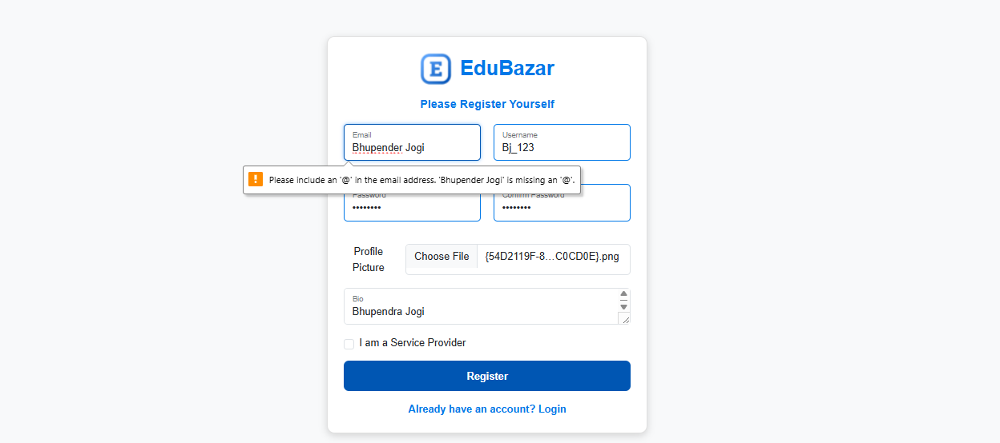 E EduBazar
Please Register Yourself
Email
Bhupender Jogi
Username
Bj_123
Please include an '@' in the email address. 'Bhupender Jogi' is missing an '@'.
Password
••••••••
Confirm Password
••••••••
Profile
Picture
Choose File {54D2119F-8...C0CD0E}.png
Bio
Bhupendra Jogi
I am a Service Provider
Register
Already have an account? Login